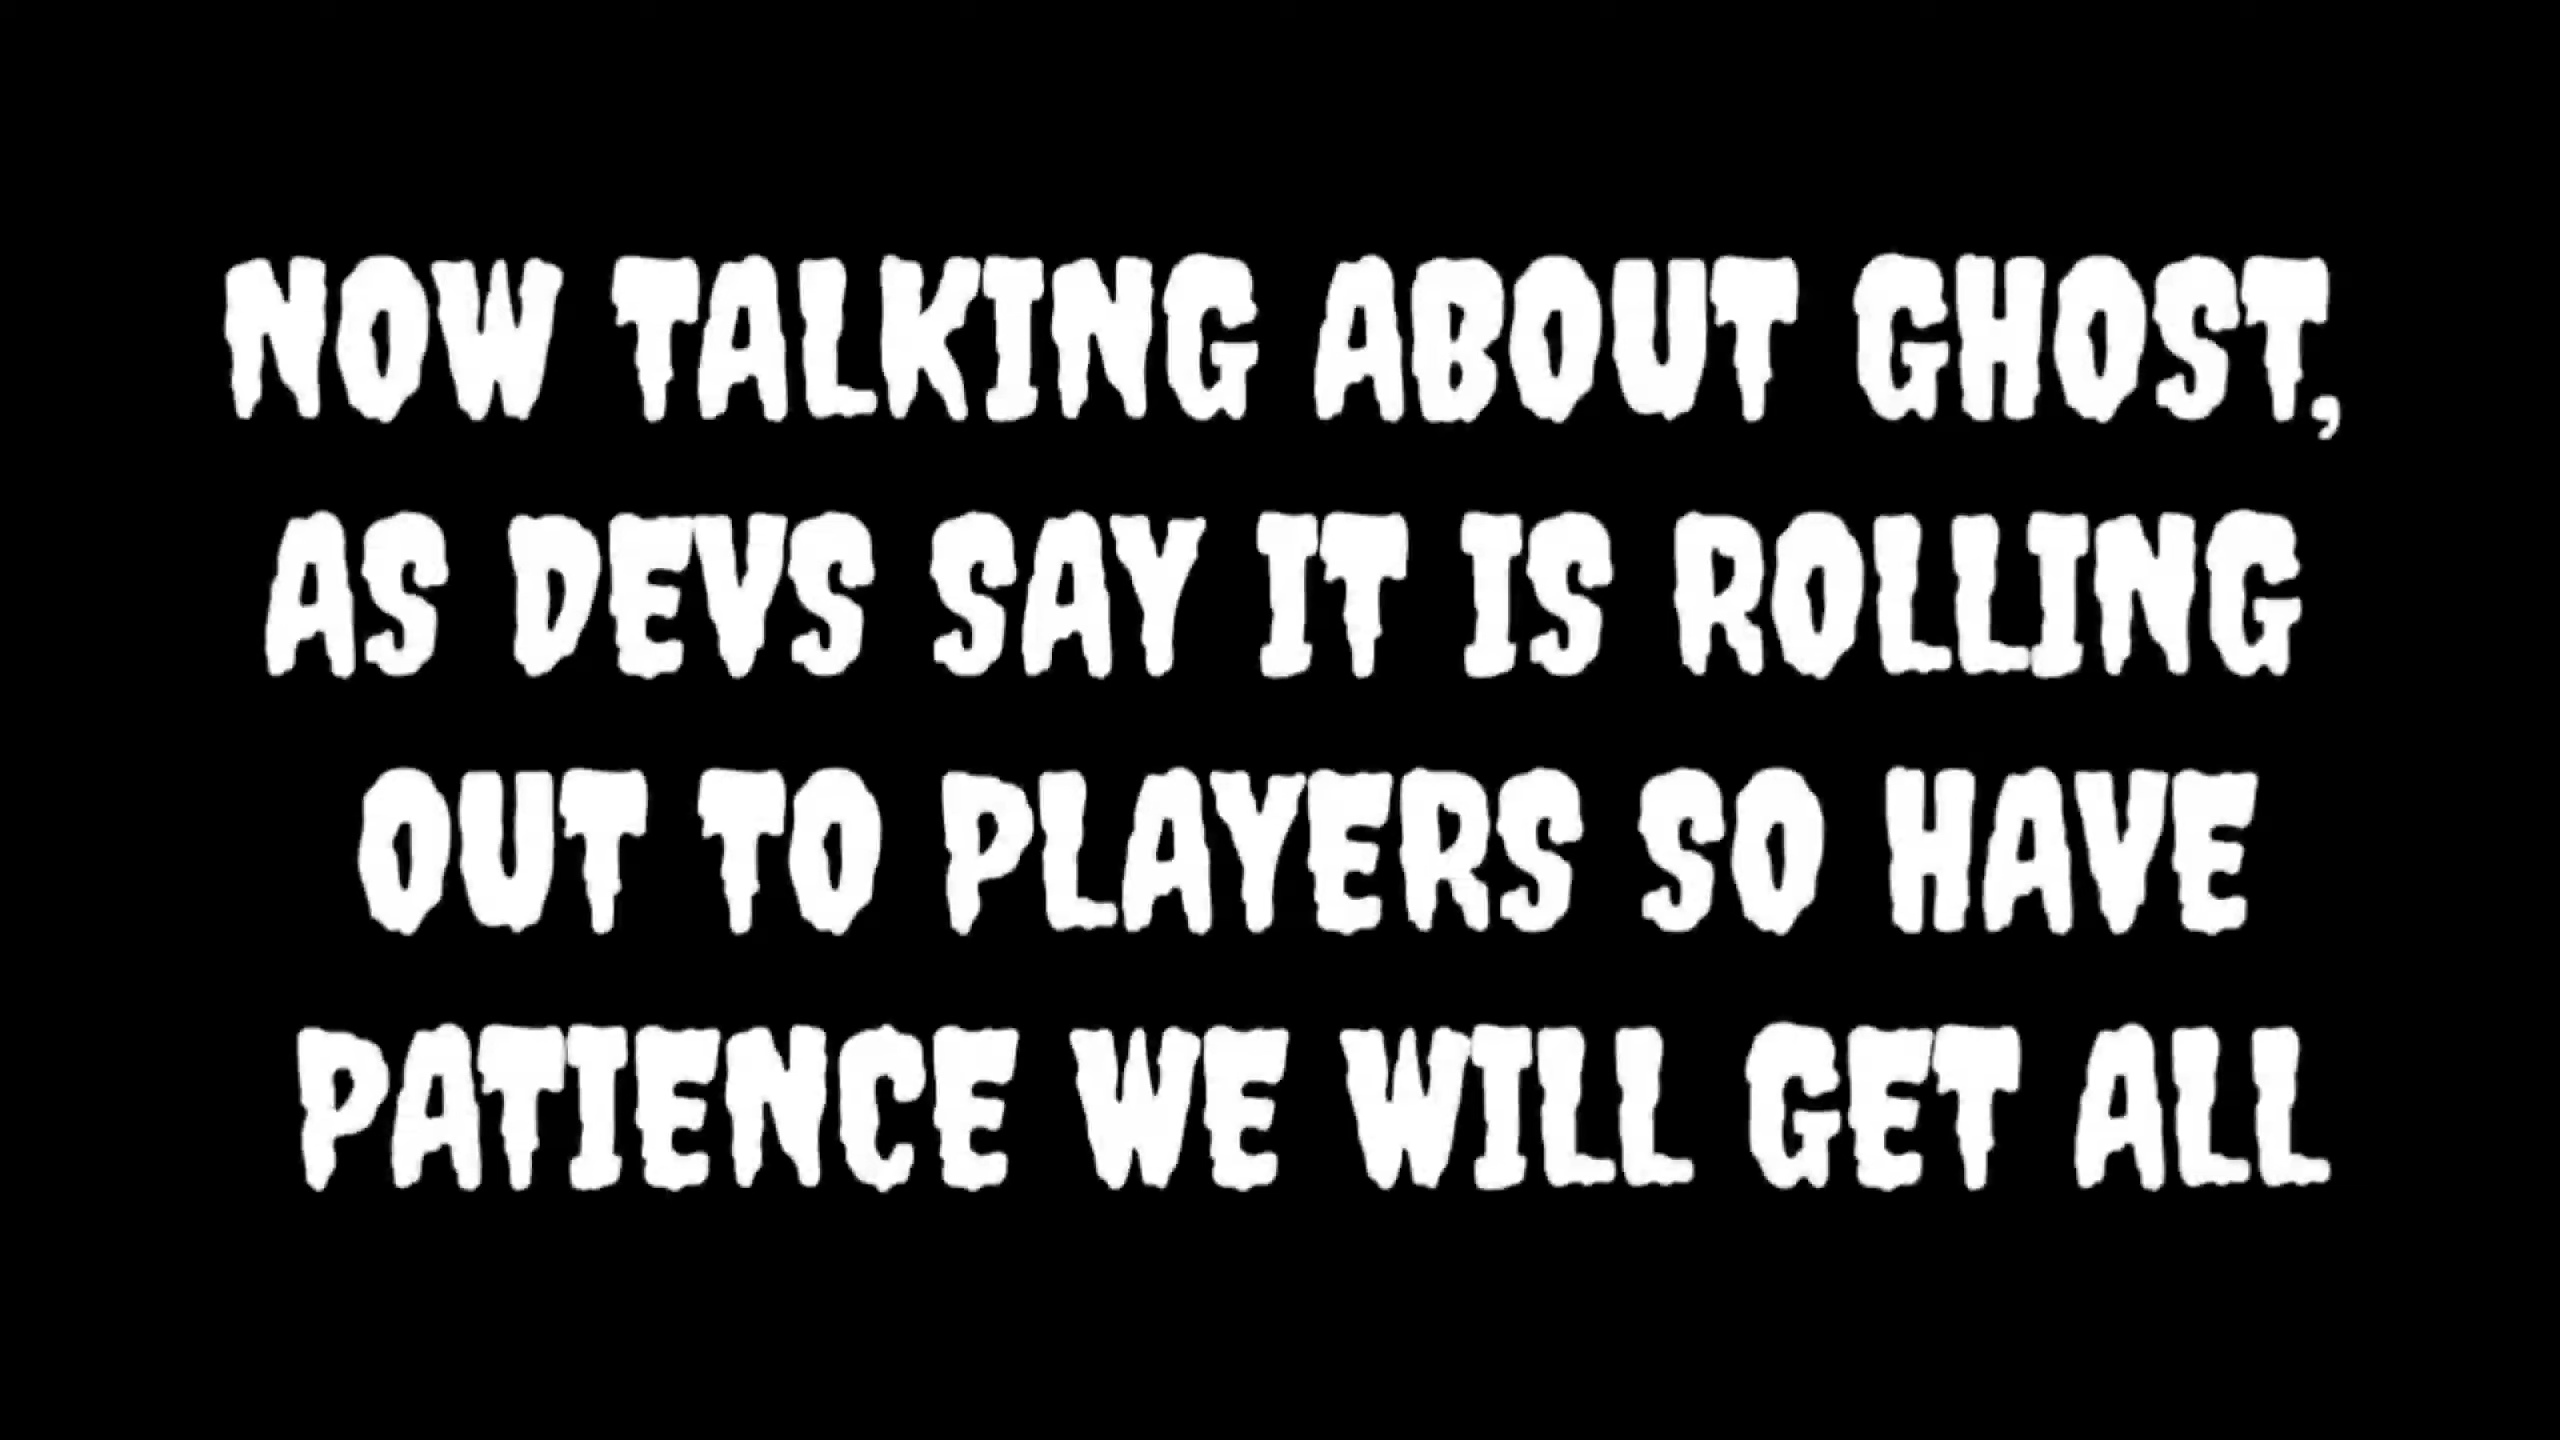 NOW TALKING ABOUT GHOST,
AS DEVS SAY IT IS ROLLING
OUT TO PLAYERS SO HAVE
PATIENCE WE WILL GET ALL